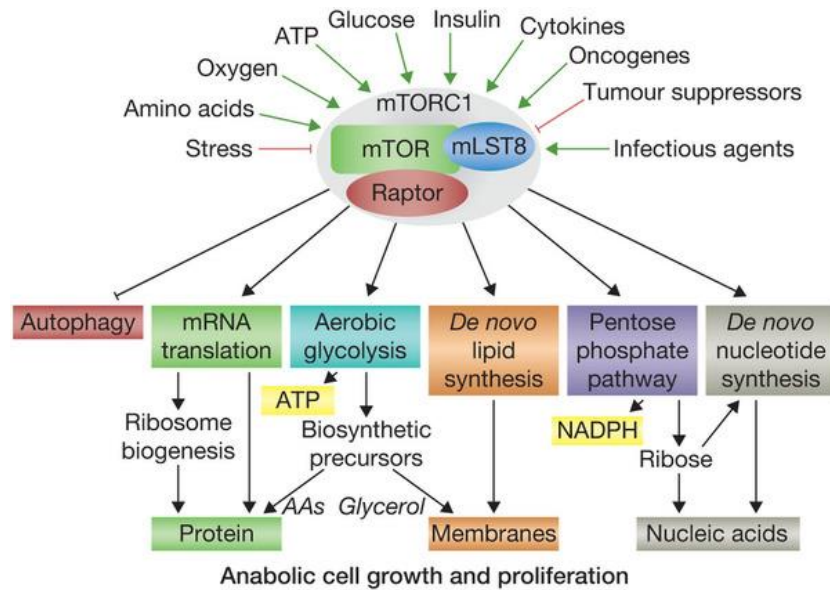 Glucose
Insulin
ATP
Cytokines
Oxygen
Oncogenes
mTORC1
Amino acids
Tumour suppressors
Stress
mTOR
mLST8
Infectious agents
Raptor
Autophagy
mRNA
translation
Aerobic
glycolysis
De novo
lipid
synthesis
Pentose
phosphate
pathway
De novo
nucleotide
synthesis
ATP
NADPH
Ribosome
biogenesis
Biosynthetic
precursors
Ribose
AAs Glycerol
Protein
Membranes
Nucleic acids
Anabolic cell growth and proliferation